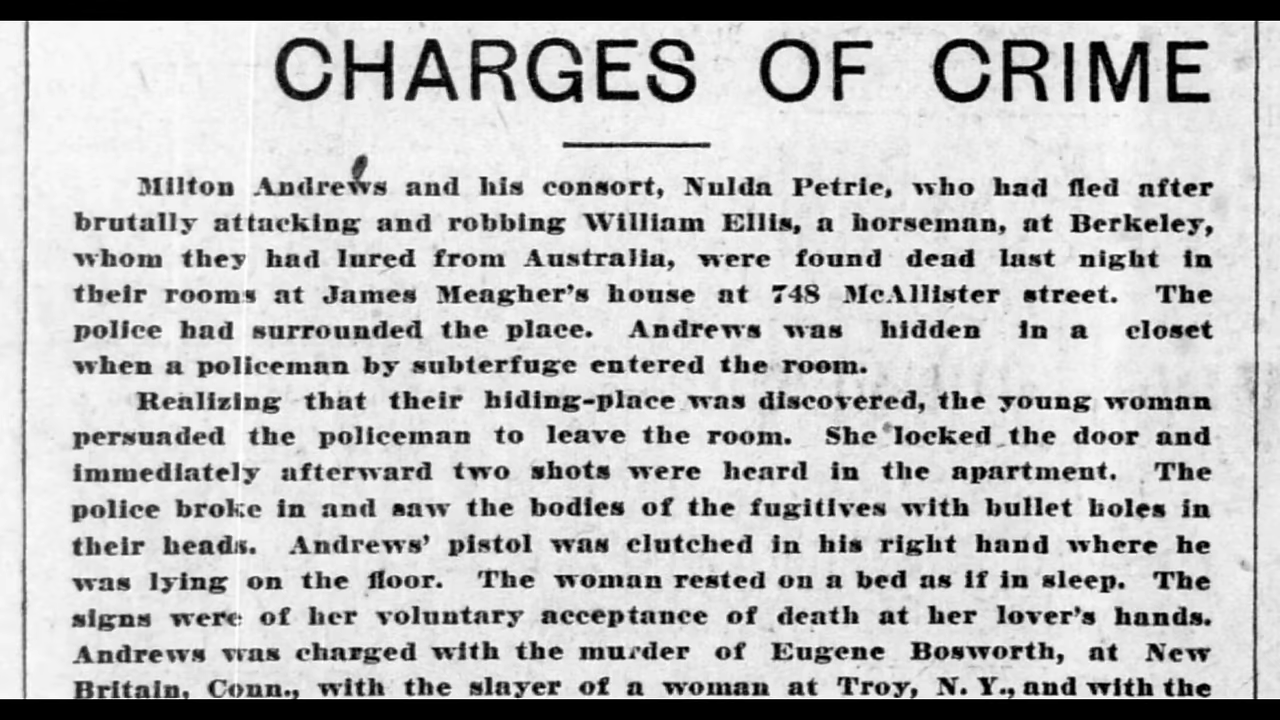 CHARGES OF CRIME
Milton Andrews and his consort, Nulda Petrie, who had fled after
brutally attacking and robbing William Ellis, a horseman, at Berkeley,
whom they had lured from Australia, were found dead last night in
their rooms at James Meagher's house at 748 McAllister street. The
police had surrounded the place. Andrews was hidden in a closet
when a policeman by subterfuge entered the room.
Realizing that their hiding-place was discovered, the young woman
persuaded the policeman to leave the room. She locked the door and
immediately afterward two shots were heard in the apartment. The
police broke in and saw the bodies of the fugitives with bullet holes in
their heads. Andrews' pistol was clutched in his right hand where he
was lying on the floor. The woman rested on a bed as if in sleep. The
signs were of her voluntary acceptance of death at her lover's hands.
Andrews was charged with the murder of Eugene Bosworth, at New
Britain, Conn., with the slayer of a woman at Troy, N. Y., and with the